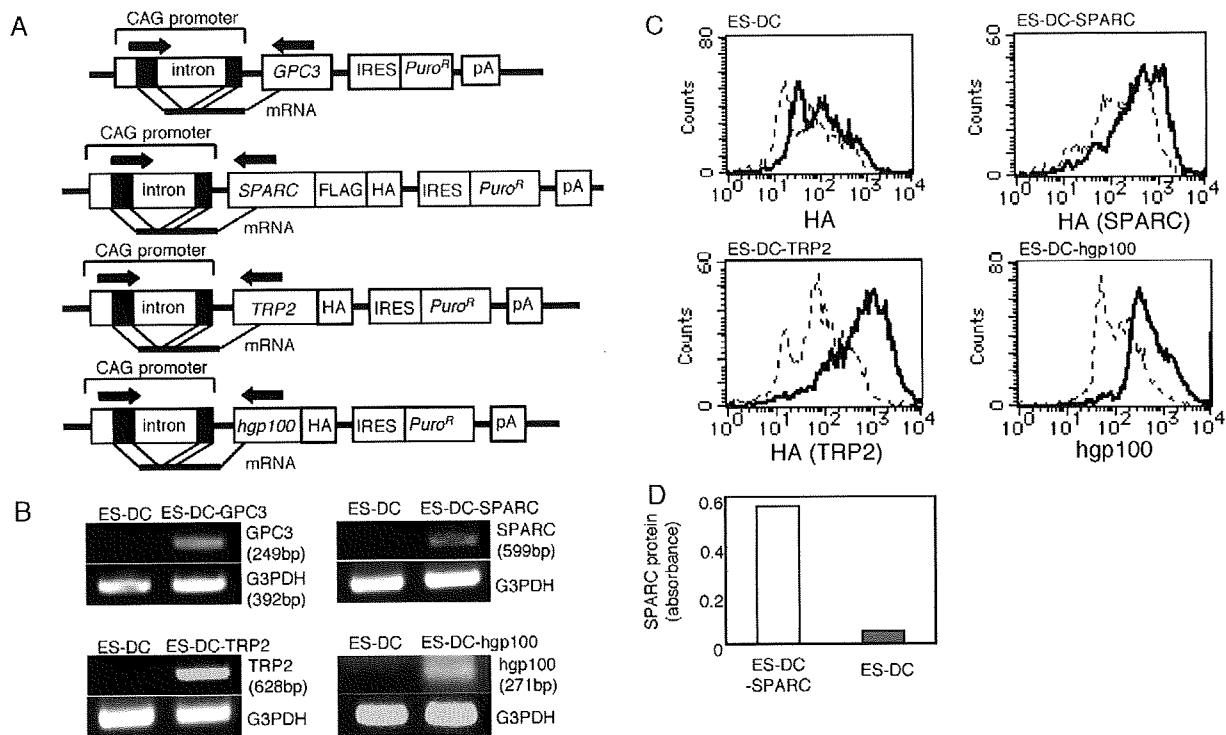 A
CAG promoter
intron
GPC3
IRES
Puro^R
pA
mRNA
CAG promoter
intron
SPARC
FLAG
HA
IRES
Puro^R
pA
mRNA
CAG promoter
intron
TRP2
HA
IRES
Puro^R
pA
mRNA
CAG promoter
intron
hgp100
HA
IRES
Puro^R
pA
mRNA
B
ES-DC ES-DC-GPC3
GPC3
(249bp)
G3PDH
(392bp)
ES-DC ES-DC-SPARC
SPARC
(599bp)
G3PDH
ES-DC ES-DC-TRP2
TRP2
(628bp)
G3PDH
ES-DC ES-DC-hgp100
hgp100
(271bp)
G3PDH
C
ES-DC
80
Counts
0
10^0 10^1 10^2 10^3 10^4
HA
ES-DC-SPARC
60
Counts
0
10^0 10^1 10^2 10^3 10^4
HA (SPARC)
ES-DC-TRP2
60
Counts
0
10^0 10^1 10^2 10^3 10^4
HA (TRP2)
ES-DC-hgp100
80
Counts
0
10^0 10^1 10^2 10^3 10^4
hgp100
D
SPARC protein
(absorbance)
0.6
0.4
0.2
0
ES-DC
-SPARC
ES-DC